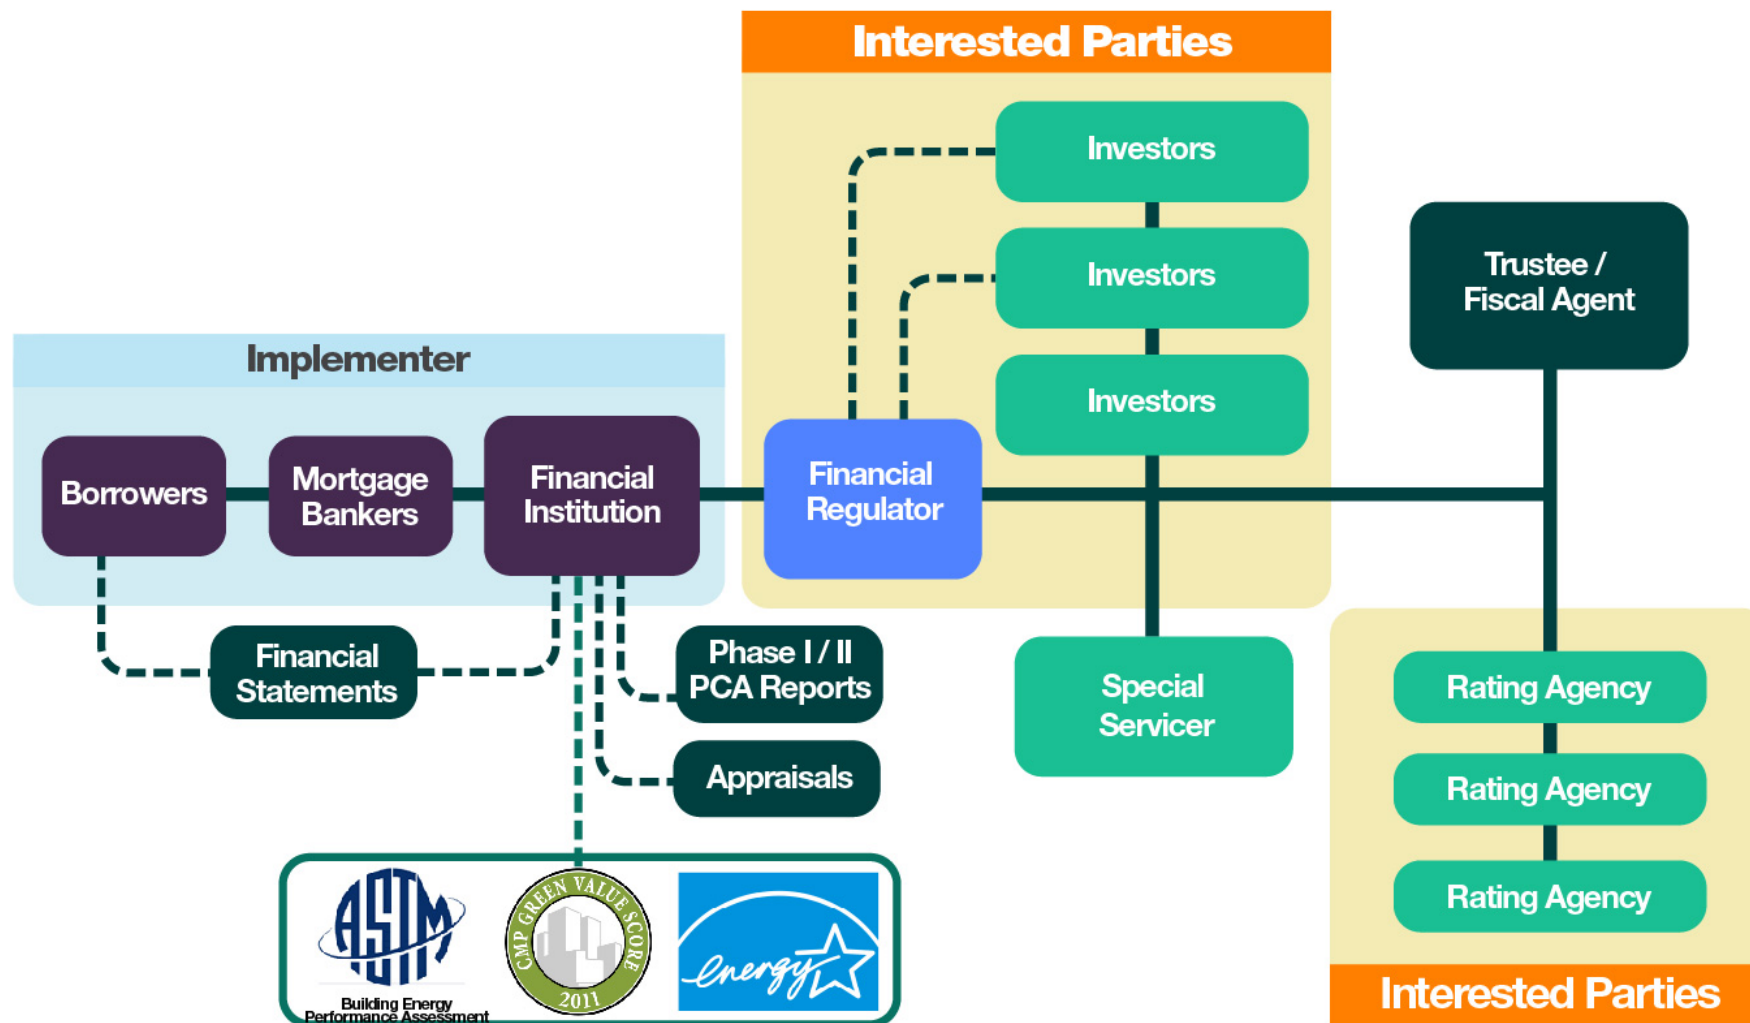 Interested Parties
Investors
Investors
Investors
Trustee /
Fiscal Agent
Implementer
Borrowers
Mortgage
Bankers
Financial
Institution
Financial
Regulator
Financial
Statements
Phase I / II
PCA Reports
Appraisals
Special
Servicer
Rating Agency
Rating Agency
Rating Agency
Interested Parties
ASTM
Building Energy
Performance Assessment
CMP GREEN VALUE SCORE
2011
energy